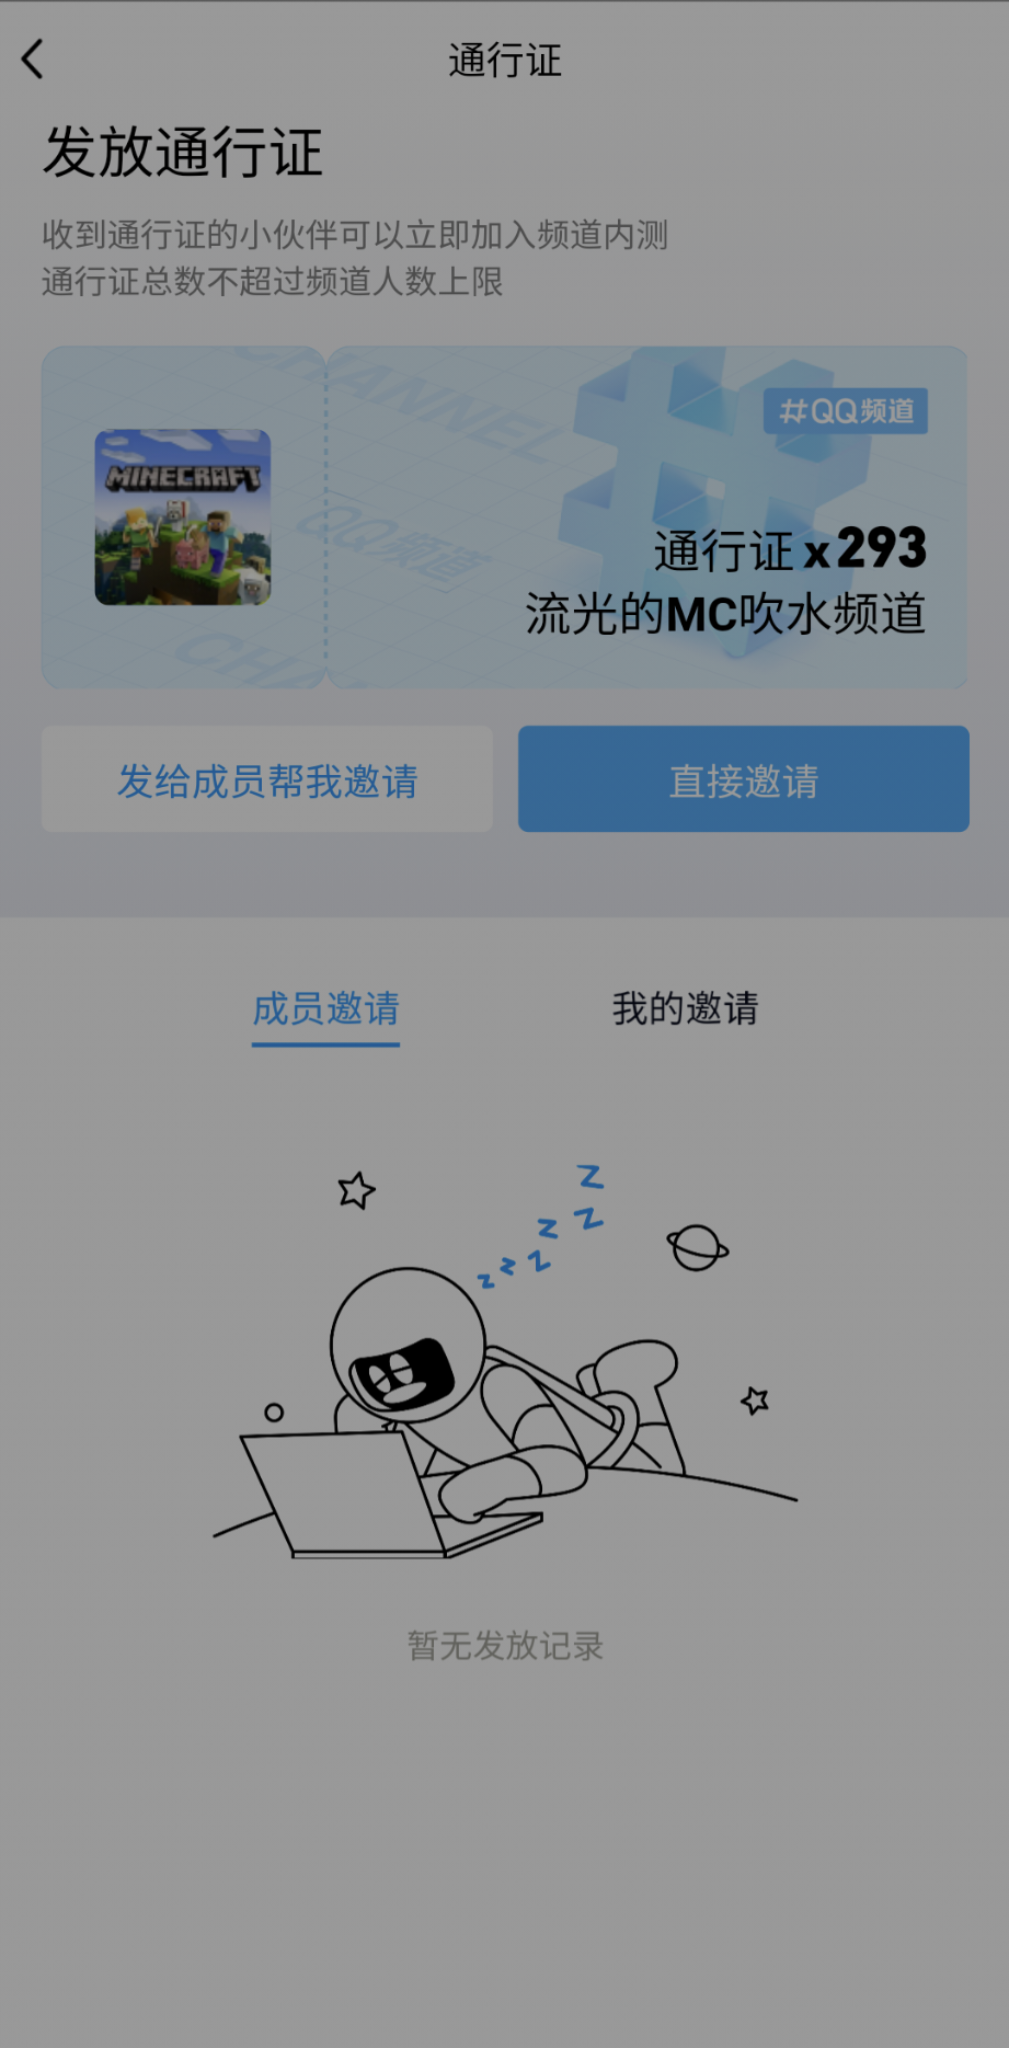 通行证
发放通行证
收到通行证的小伙伴可以立即加入频道内测
通行证总数不超过频道人数上限
CHANNEL
#QQ频道
MINECRAFT
QQ频道
通行证 x293
流光的MC吹水频道
CHA
发给成员帮我邀请
直接邀请
成员邀请
我的邀请
z
z
z
z
z
z
暂无发放记录